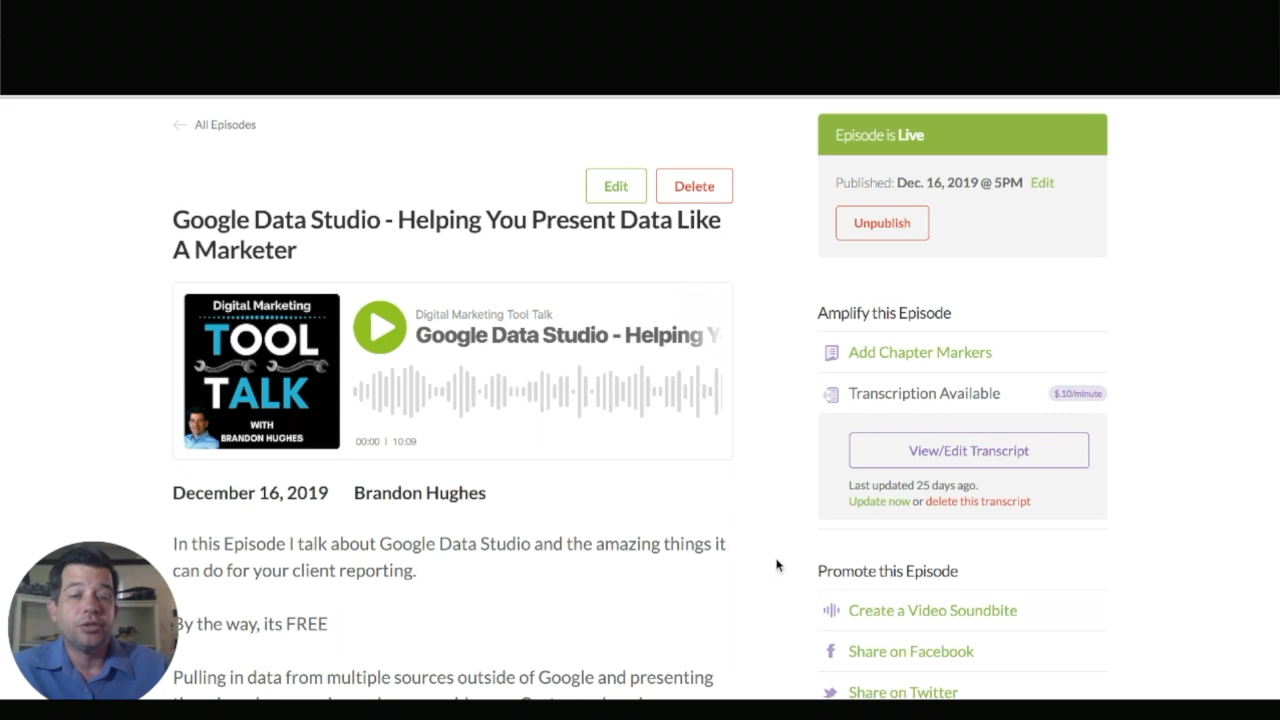 All Episodes
Edit
Delete
Google Data Studio - Helping You Present Data Like
A Marketer
Digital Marketing
TOOL
TALK
WITH
BRANDON HUGHES
Digital Marketing Tool Talk
Google Data Studio - Helping
00:00 | 10:09
December 16, 2019 Brandon Hughes
In this Episode I talk about Google Data Studio and the amazing things it
can do for your client reporting.
By the way, its FREE
Pulling in data from multiple sources outside of Google and presenting
Episode is Live
Published: Dec. 16, 2019 @ 5PM Edit
Unpublish
Amplify this Episode
Add Chapter Markers
Transcription Available $.10/minute
View/Edit Transcript
Last updated 25 days ago.
Update now or delete this transcript
Promote this Episode
Create a Video Soundbite
Share on Facebook
Share on Twitter